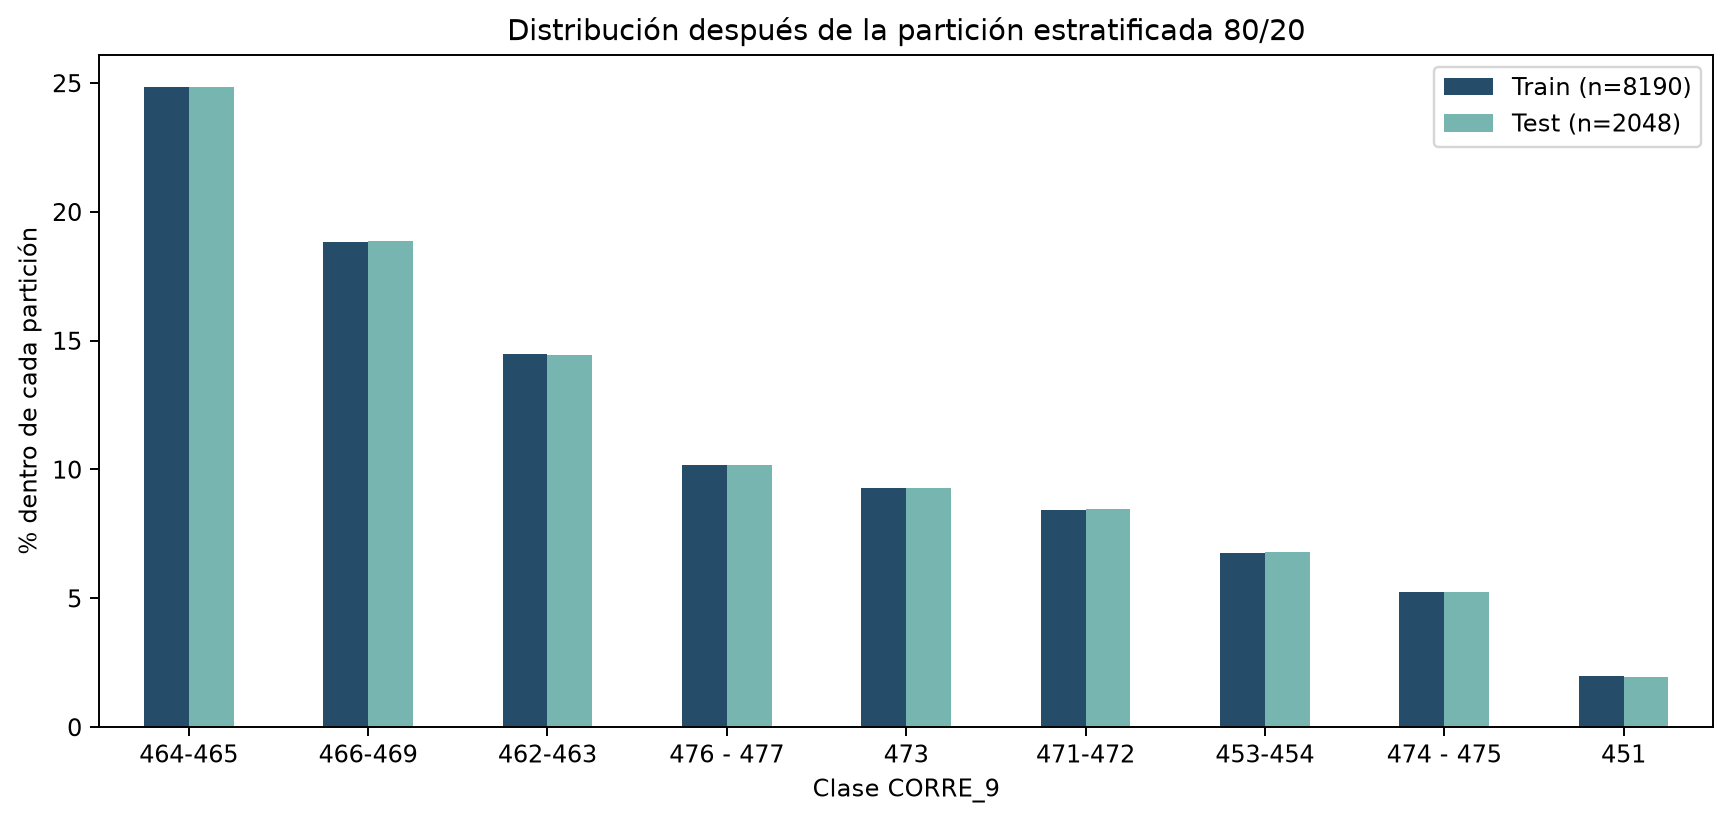 Distribución después de la partición estratificada 80/20
Train (n=8190)
Test (n=2048)
% dentro de cada partición
25
20
15
10
5
0
464-465 466-469 462-463 476 - 477 473 471-472 453-454 474 - 475 451
Clase CORRE_9